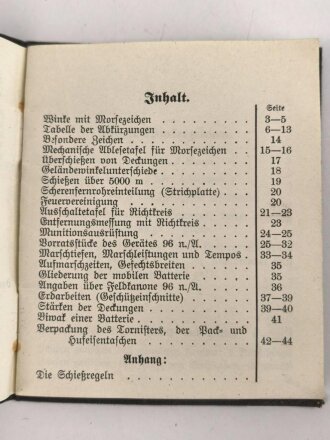 Inhalt.
Seite
Winke mit Morsezeichen . . . . . . . . . . 3—5
Tabelle der Abkürzungen . . . . . . . . . 6—13
Besondere Zeichen . . . . . . . . . . . . 14
Mechanische Ablesetafel für Morsezeichen . . . 15—16
Überschießen von Deckungen . . . . . . . . 17
Geländewinkelunterschiede . . . . . . . . . 18
Schießen über 5000 m . . . . . . . . . . . 19
Scherenfernrohreinteilung (Strichplatte) . . . . 20
Feuervereinigung . . . . . . . . . . . . . 20
Ausschaltetafel für Richtkreis . . . . . . . . 21—23
Entfernungsmessung mit Richtkreis . . . . . . 23
Munitionsausrüstung . . . . . . . . . . . . 24—25
Vorratsstücke des Gerätes 96 n./A. . . . . . . 25—32
Marschtiefen, Marschleistungen und Tempos . . 33—34
Aufmarschzeiten, Gefechtsbreiten . . . . . . . 35
Gliederung der mobilen Batterie . . . . . . . 35
Angaben über Feldkanone 96 n./A. . . . . . . 36
Erdarbeiten (Geschützeinschnitte) . . . . . . . 37—39
Stärken der Deckungen . . . . . . . . . . . 39—40
Biwak einer Batterie . . . . . . . . . . . . 41
Verpackung des Tornisters, der Pack- und
Hufeisentaschen . . . . . . . . . . . . 42—44
Anhang:
Die Schießregeln . . . . . . . . . . . . .